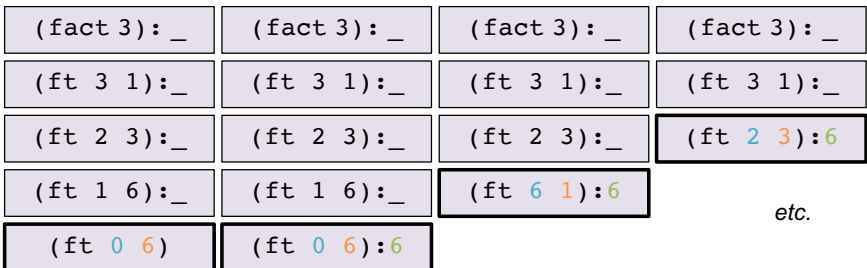 (fact 3): _ (fact 3): _ (fact 3): _ (fact 3): _
(ft 3 1):_ (ft 3 1):_ (ft 3 1):_ (ft 3 1):_
(ft 2 3):_ (ft 2 3):_ (ft 2 3):_ (ft 2 3):6
(ft 1 6):_ (ft 1 6):_ (ft 6 1):6
etc.
(ft 0 6) (ft 0 6):6